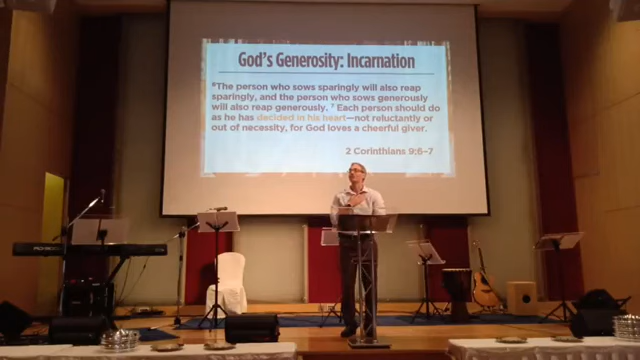 God's Generosity: Incarnation
⁶The person who sows sparingly will also reap
sparingly, and the person who sows generously
will also reap generously. ⁷ Each person should do
as he has decided in his heart—not reluctantly or
out of necessity, for God loves a cheerful giver.
2 Corinthians 9:6-7